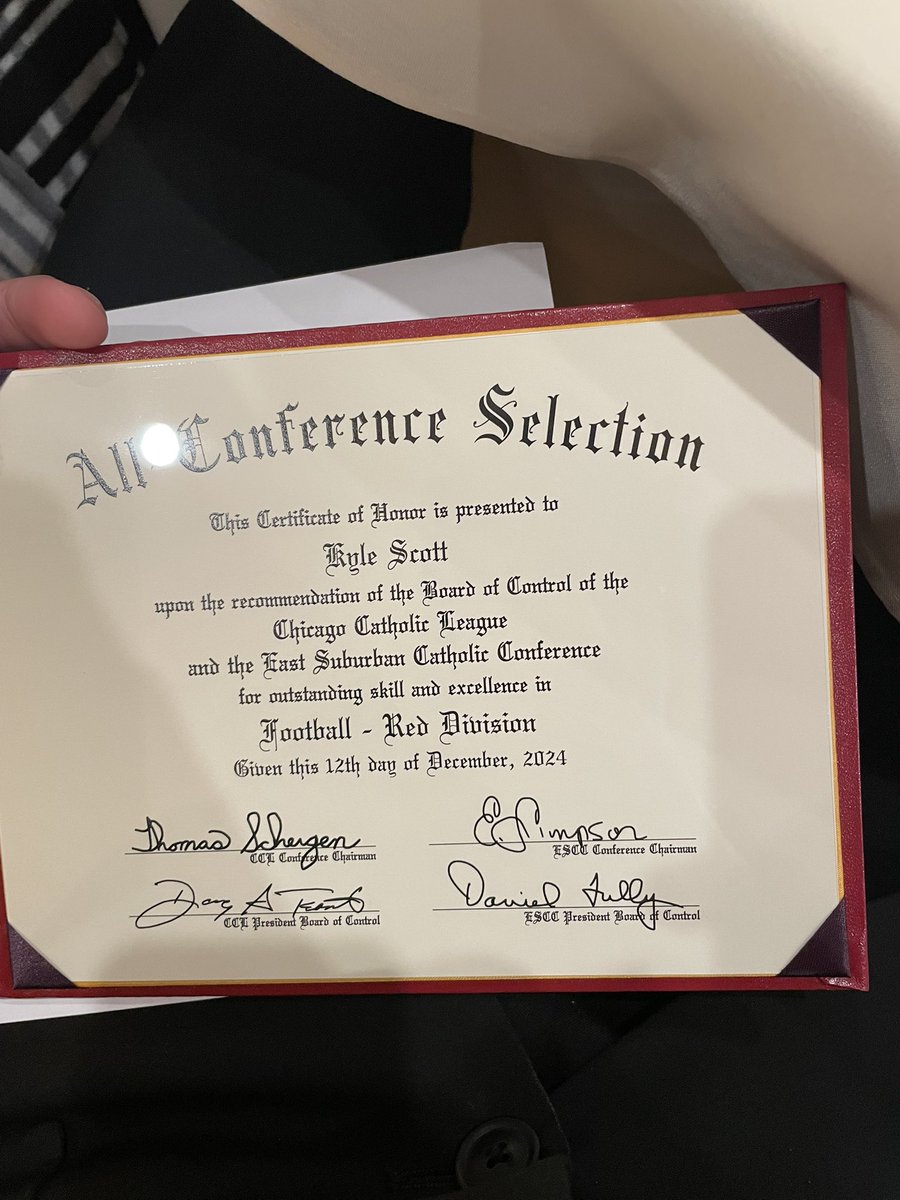 All Conference Selection
This Certificate of Honor is presented to
Kyle Scott
upon the recommendation of the Board of Control of the
Chicago Catholic League
and the East Suburban Catholic Conference
for outstanding skill and excellence in
Football - Red Division
Given this 12th day of December, 2024
Thomas Schergen
CCL Conference Chairman
Simpson
ESCC Conference Chairman
CCL President Board of Control
Daniel Tully
ESCC President Board of Control